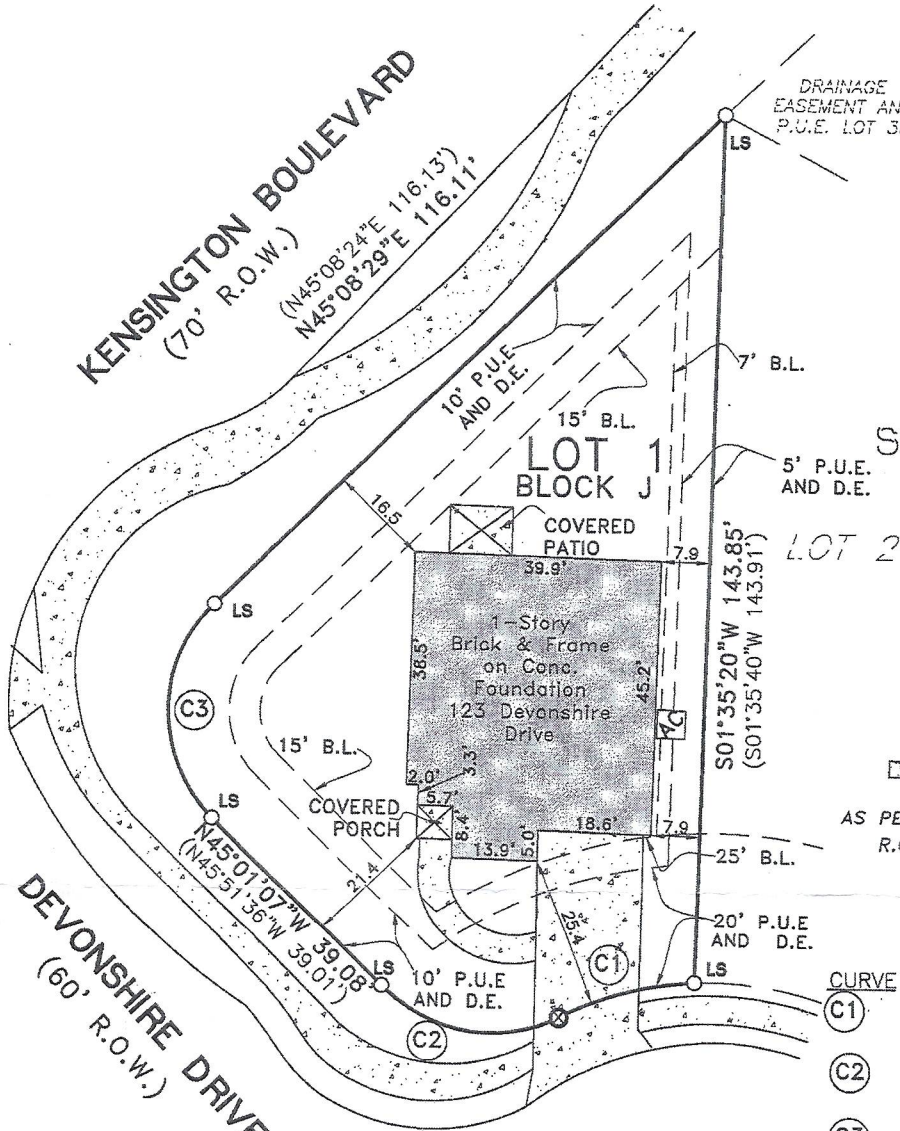 KENSINGTON BOULEVARD
(70' R.O.W.)
(N45°08'24"E 116.13')
N45°08'29"E 116.11'
DRAINAGE
EASEMENT AN
P.U.E. LOT
LS
10' P.U.E
AND D.E.
7' B.L.
15' B.L.
LOT 1
BLOCK J
5' P.U.E.
AND D.E.
S
LOT 2
16.5
COVERED
PATIO
7.9
39.9'
S01°35'20"W 143.85'
(S01°35'40"W 143.91')
LS
1-Story
Brick & Frame
on Conc.
Foundation
123 Devonshire
Drive
38.5'
45.2'
C3
AC
15' B.L.
2.0'
3.3'
5.7'
LS
COVERED
PORCH
8.4'
13.9'
5.0'
18.6'
7.9
AS PE
R.
25' B.L.
N45°01'07"W 39.08'
(N45°51'36"W 39.01')
21.4
25.4
20' P.U.E
AND D.E.
DEVONSHIRE DRIVE
(60' R.O.W.)
LS
10' P.U.E
AND D.E.
C1
LS
CURVE
C1
C2
C2
C3